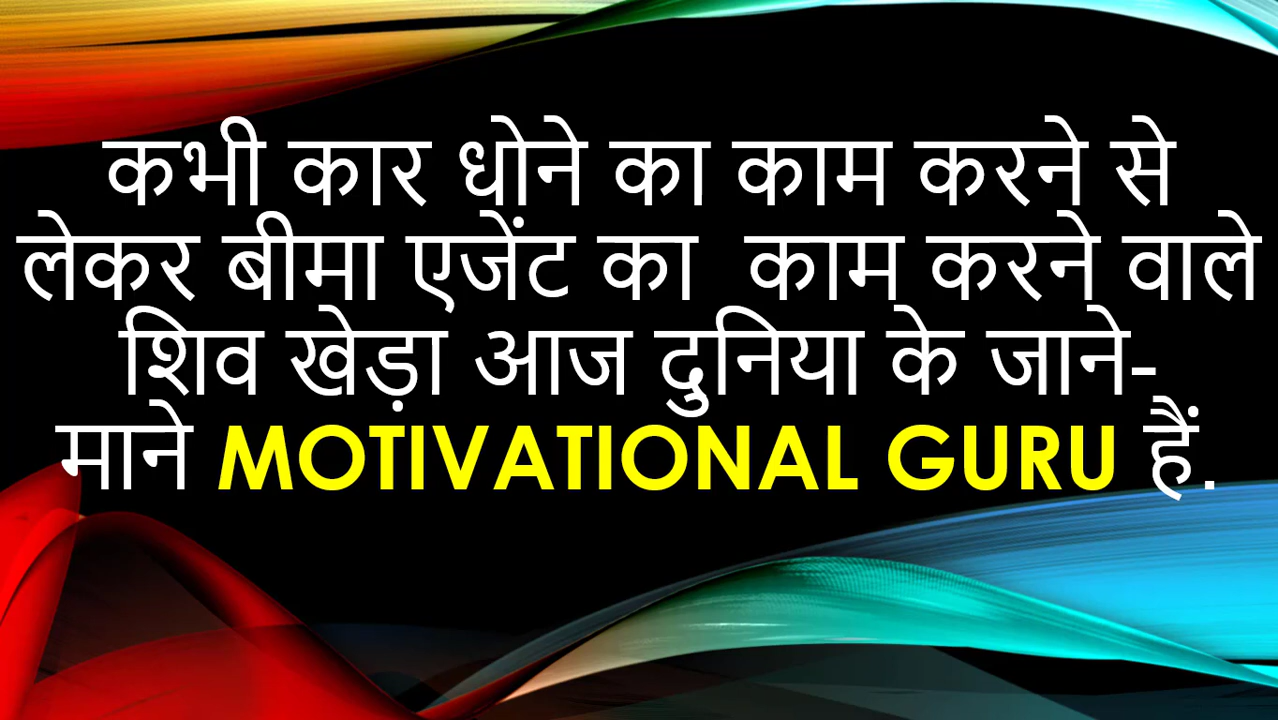 कभी कार धोने का काम करने से
लेकर बीमा एजेंट का काम करने वाले
शिव खेड़ा आज दुनिया के जाने-
माने MOTIVATIONAL GURU हैं.